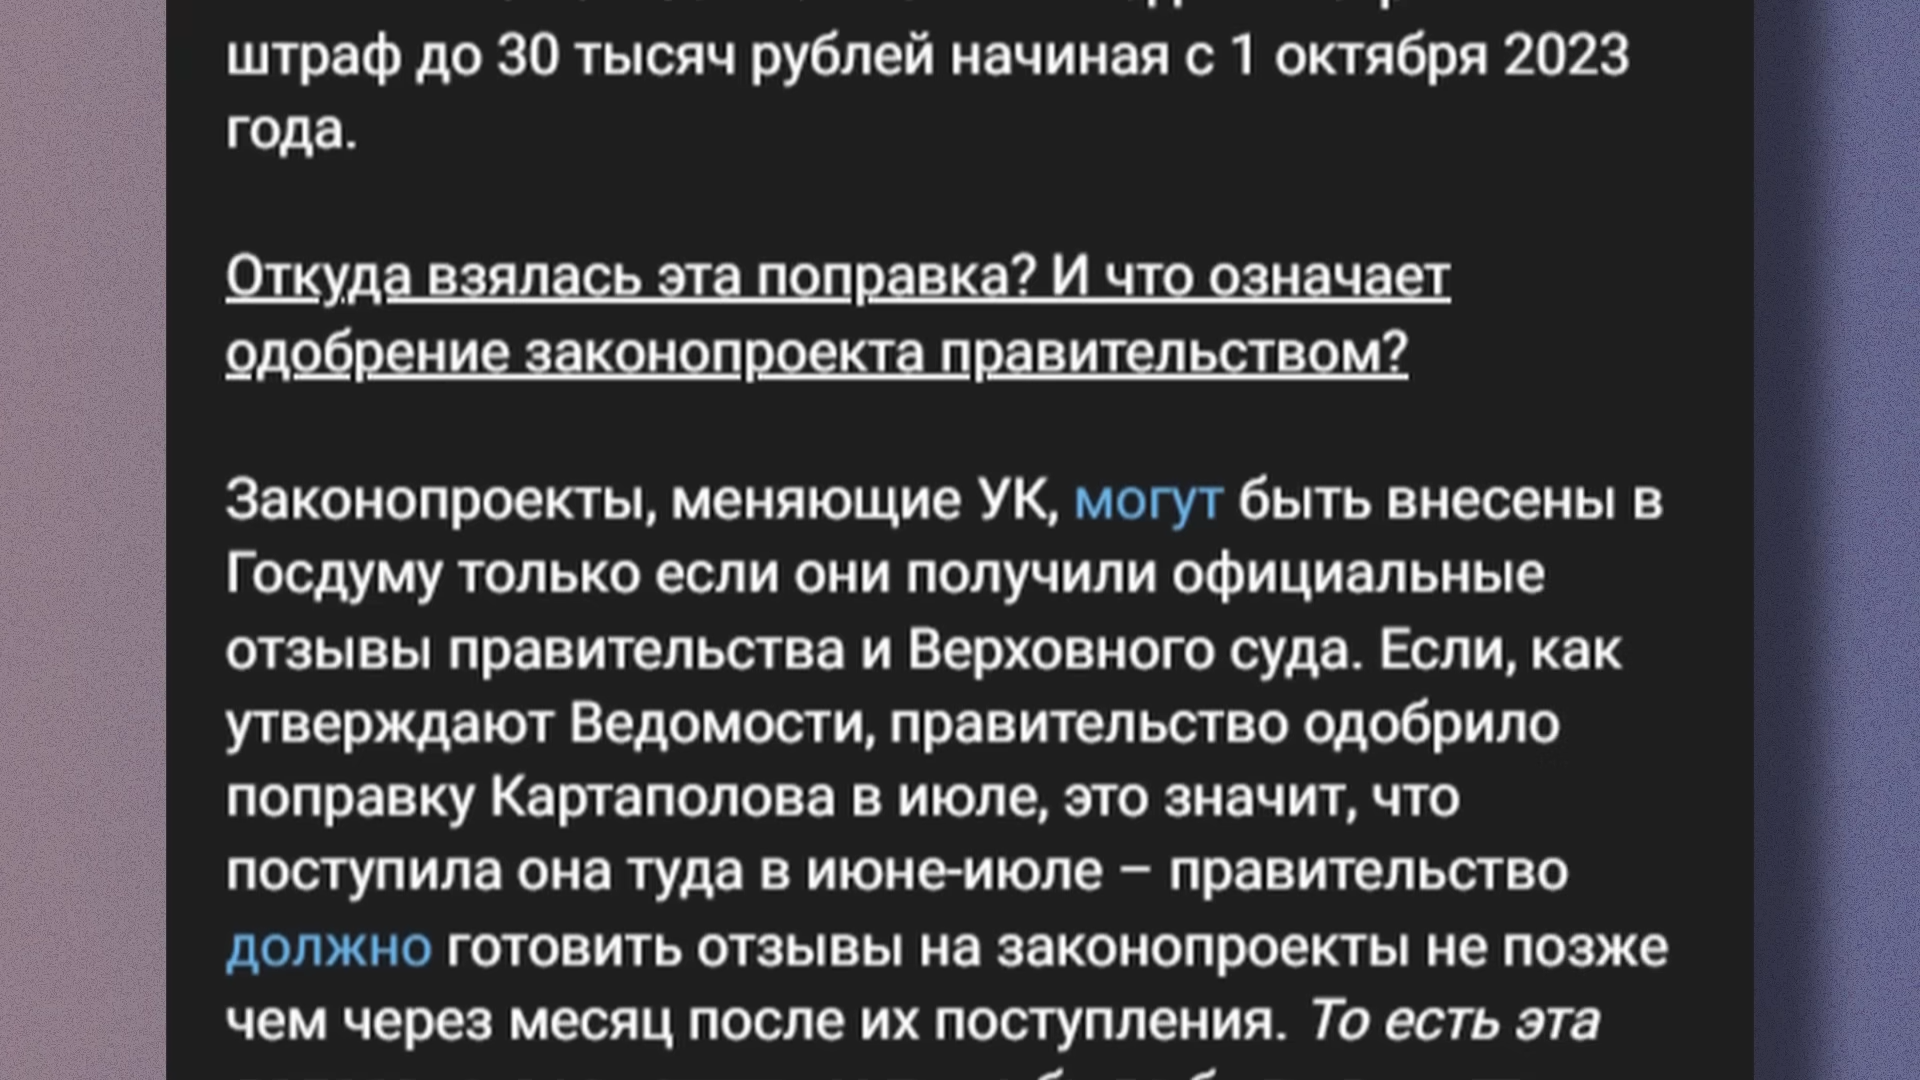 штраф до 30 тысяч рублей начиная с 1 октября 2023
года.
Откуда взялась эта поправка? И что означает
одобрение законопроекта правительством?
Законопроекты, меняющие УК, могут быть внесены в
Госдуму только если они получили официальные
отзывы правительства и Верховного суда. Если, как
утверждают Ведомости, правительство одобрило
поправку Картаполова в июле, это значит, что
поступила она туда в июне-июле – правительство
должно готовить отзывы на законопроекты не позже
чем через месяц после их поступления. То есть эта